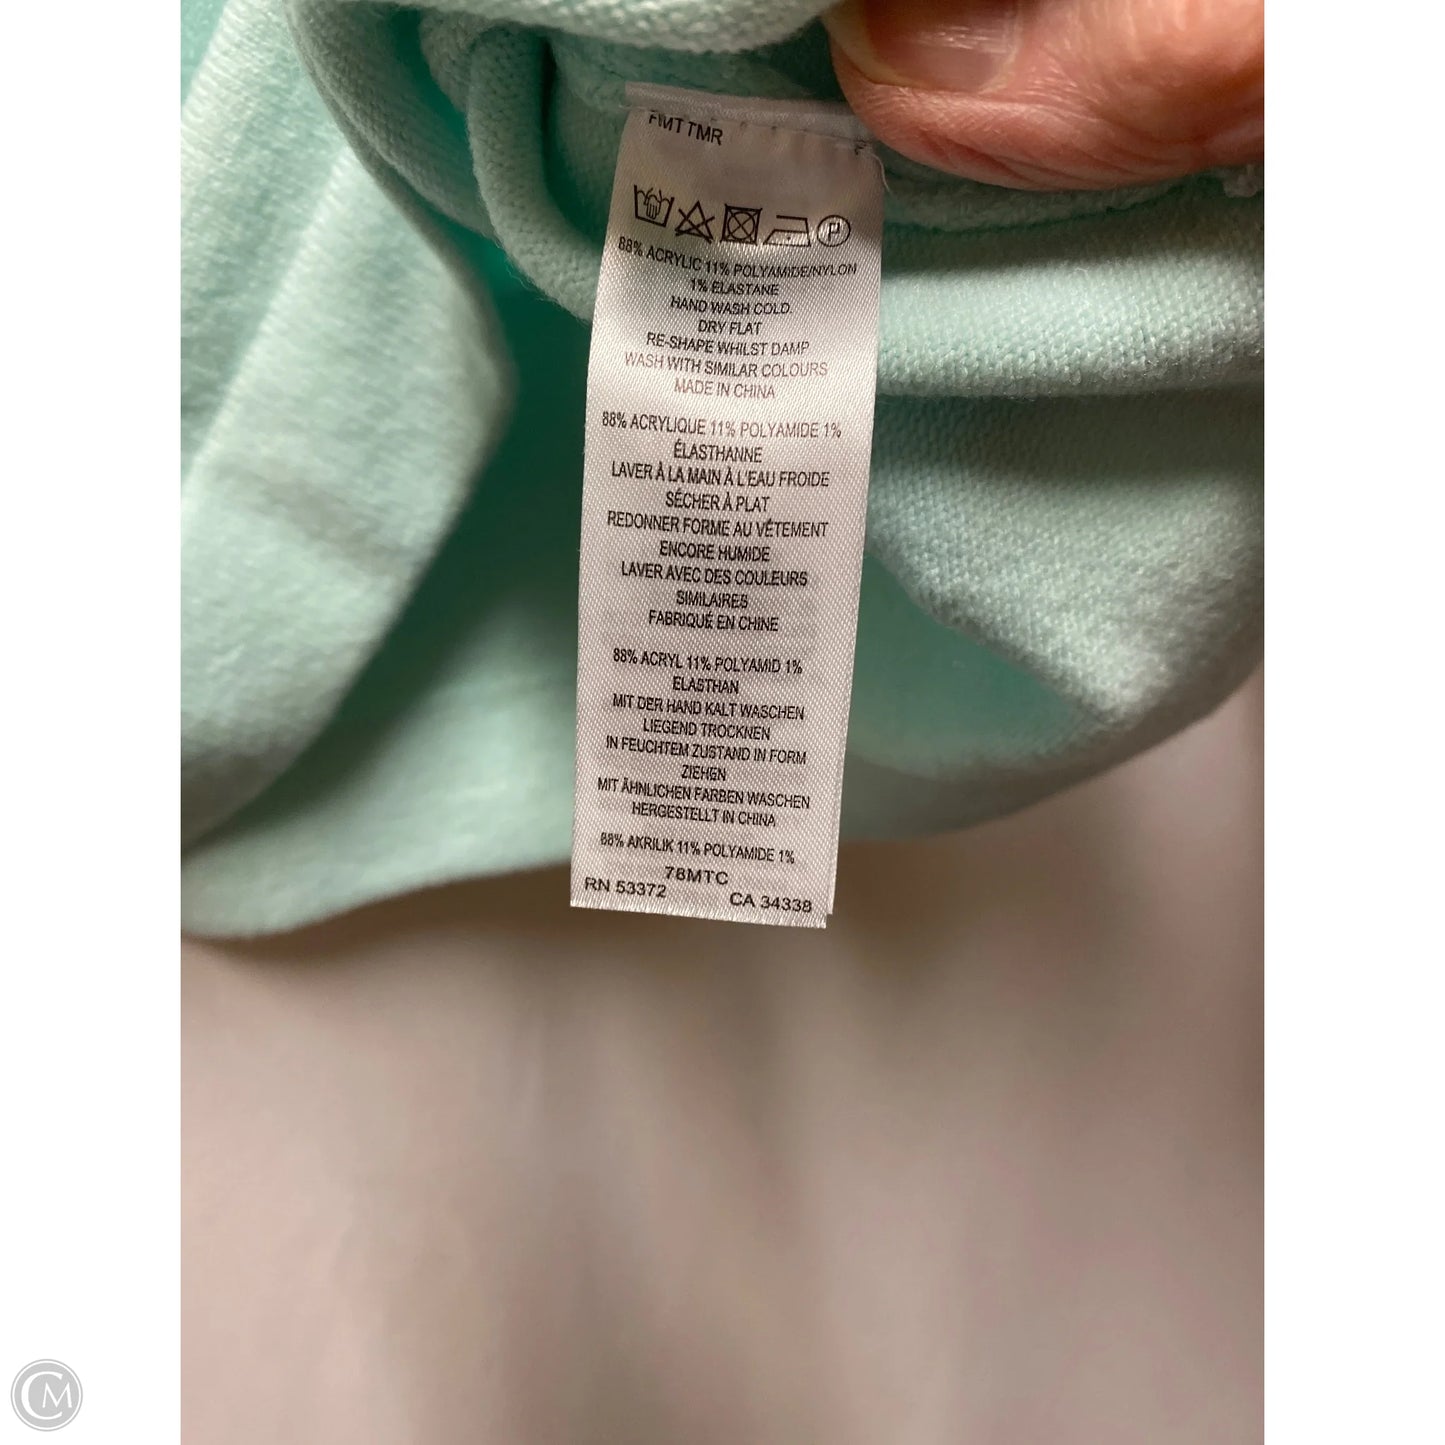 TMR
P
88% ACRYLIC 11% POLYAMIDE/NYLON
1% ELASTANE
HAND WASH COLD.
DRY FLAT
RE-SHAPE WHILST DAMP
WASH WITH SIMILAR COLOURS
MADE IN CHINA
88% ACRYLIQUE 11% POLYAMIDE 1%
ÉLASTHANNE
LAVER À LA MAIN À L'EAU FROIDE
SÉCHER À PLAT
REDONNER FORME AU VÊTEMENT
ENCORE HUMIDE
LAVER AVEC DES COULEURS
SIMILAIRES
FABRIQUÉ EN CHINE
88% ACRYL 11% POLYAMID 1%
ELASTHAN
MIT DER HAND KALT WASCHEN
LIEGEND TROCKNEN
IN FEUCHTEM ZUSTAND IN FORM
ZIEHEN
MIT ÄHNLICHEN FARBEN WASCHEN
HERGESTELLT IN CHINA
88% AKRILIK 11% POLYAMIDE 1%
78MTC
RN 53372 CA 34338
CM